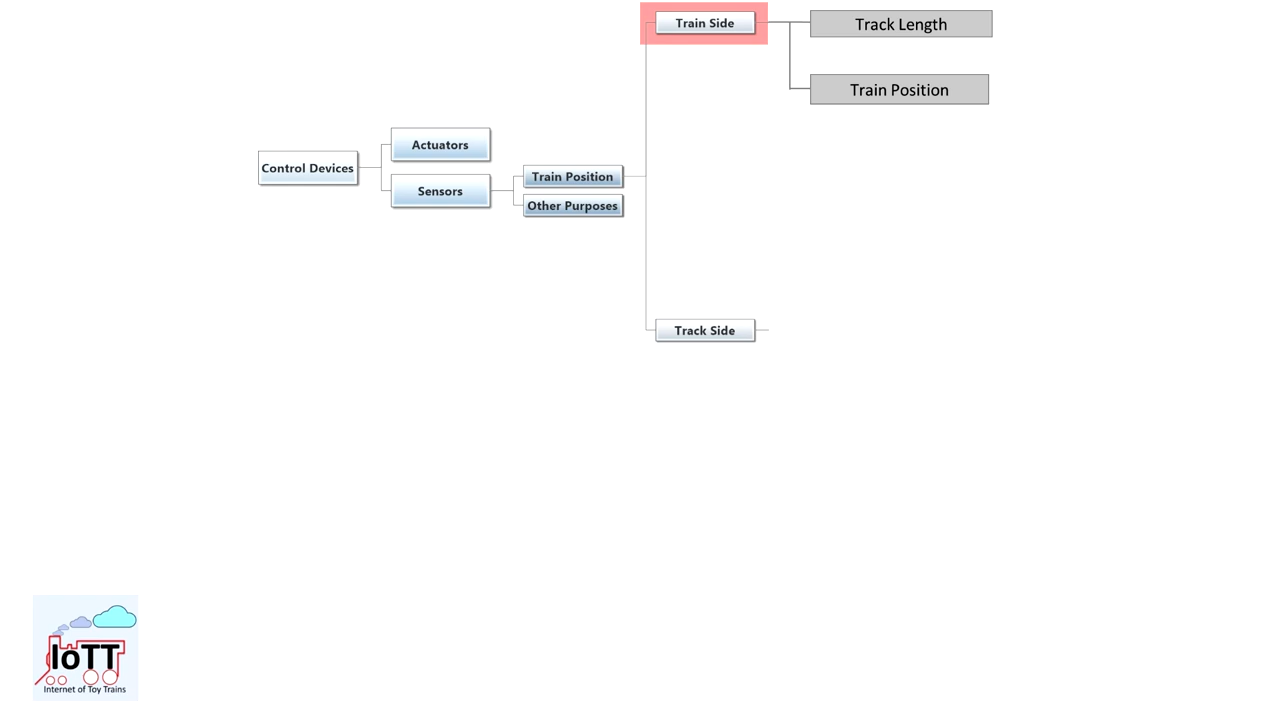 Train Side
Track Length
Train Position
Actuators
Control Devices
Sensors
Train Position
Other Purposes
Track Side
IoTT
Internet of Toy Trains